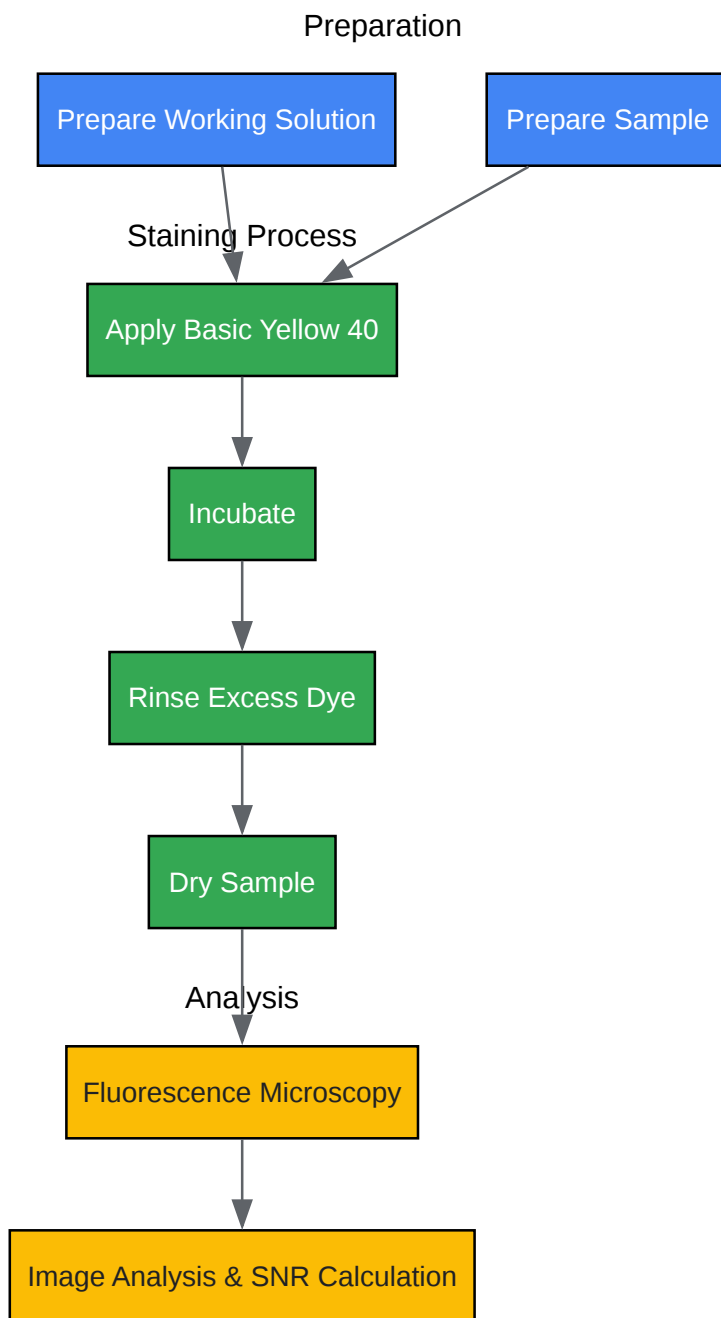 Preparation
Prepare Working Solution
Prepare Sample
Staining Process
Apply Basic Yellow 40
Incubate
Rinse Excess Dye
Dry Sample
Analysis
Fluorescence Microscopy
Image Analysis & SNR Calculation